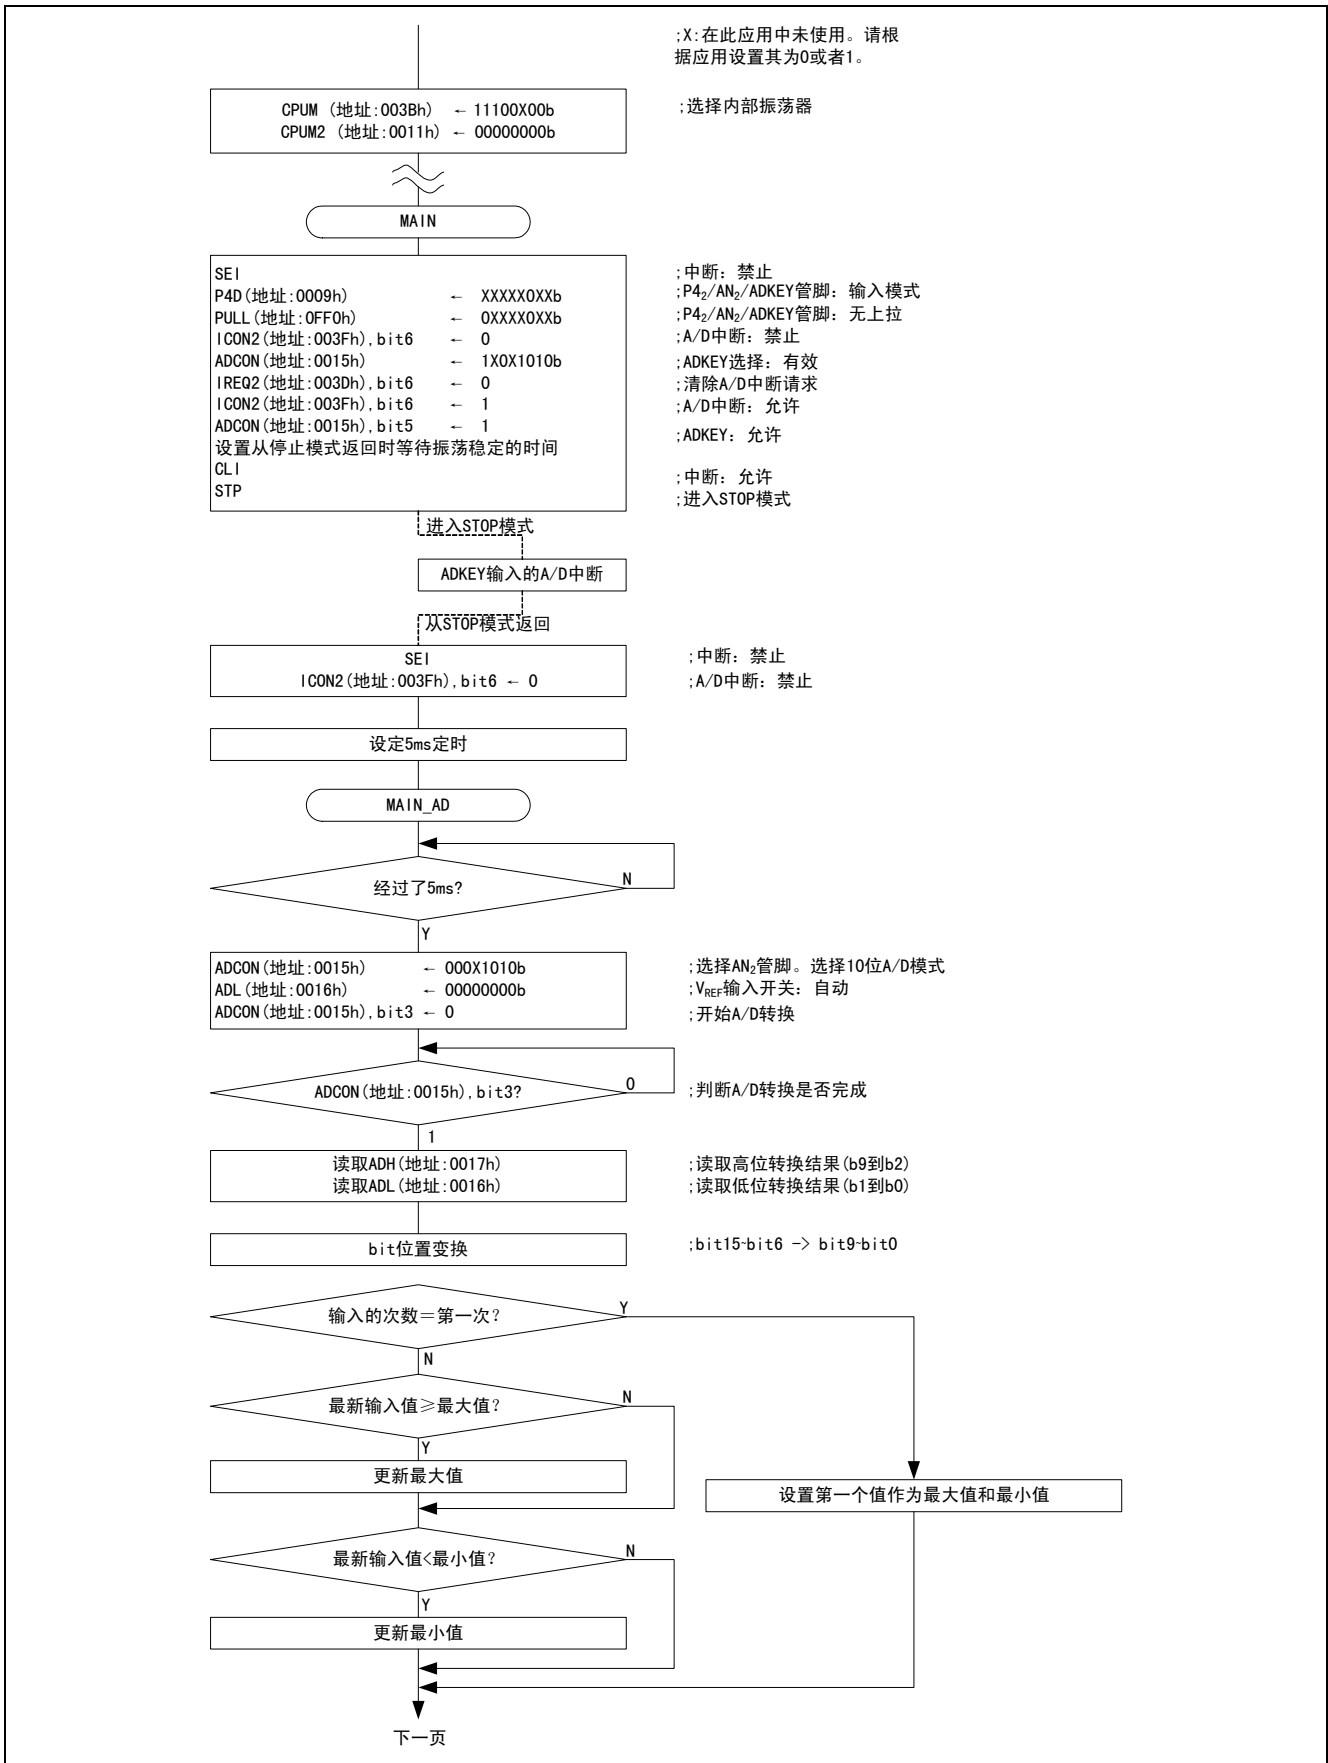 ;X:在此应用中未使用。请根
据应用设置其为0或者1。
CPUM (地址:003Bh) ← 11100X00b
;选择内部振荡器
CPUM2 (地址:0011h) ← 00000000b
MAIN
SEI
;中断：禁止
P4D(地址:0009h) ← XXXXX0XXb
;P4₂/AN₂/ADKEY管脚：输入模式
PULL(地址:0FF0h) ← 0XXXX0XXb
;P4₂/AN₂/ADKEY管脚：无上拉
ICON2(地址:003Fh),bit6 ← 0
;A/D中断：禁止
ADCON(地址:0015h) ← 1X0X1010b
;ADKEY选择：有效
IREQ2(地址:003Dh),bit6 ← 0
;清除A/D中断请求
ICON2(地址:003Fh),bit6 ← 1
;A/D中断：允许
ADCON(地址:0015h),bit5 ← 1
;ADKEY：允许
设置从停止模式返回时等待振荡稳定的时间
CLI
;中断：允许
STP
;进入STOP模式
进入STOP模式
ADKEY输入的A/D中断
从STOP模式返回
SEI
;中断：禁止
ICON2(地址:003Fh),bit6 ← 0
;A/D中断：禁止
设定5ms定时
MAIN_AD
经过了5ms?
N
Y
ADCON(地址:0015h) ← 000X1010b
;选择AN₂管脚。选择10位A/D模式
ADL(地址:0016h) ← 00000000b
;V_REF输入开关：自动
ADCON(地址:0015h),bit3 ← 0
;开始A/D转换
ADCON(地址:0015h),bit3?
0
;判断A/D转换是否完成
1
读取ADH(地址:0017h)
;读取高位转换结果(b9到b2)
读取ADL(地址:0016h)
;读取低位转换结果(b1到b0)
bit位置变换
;bit15~bit6 -> bit9~bit0
输入的次数＝第一次?
Y
N
最新输入值≥最大值?
N
Y
更新最大值
设置第一个值作为最大值和最小值
最新输入值<最小值?
N
Y
更新最小值
下一页